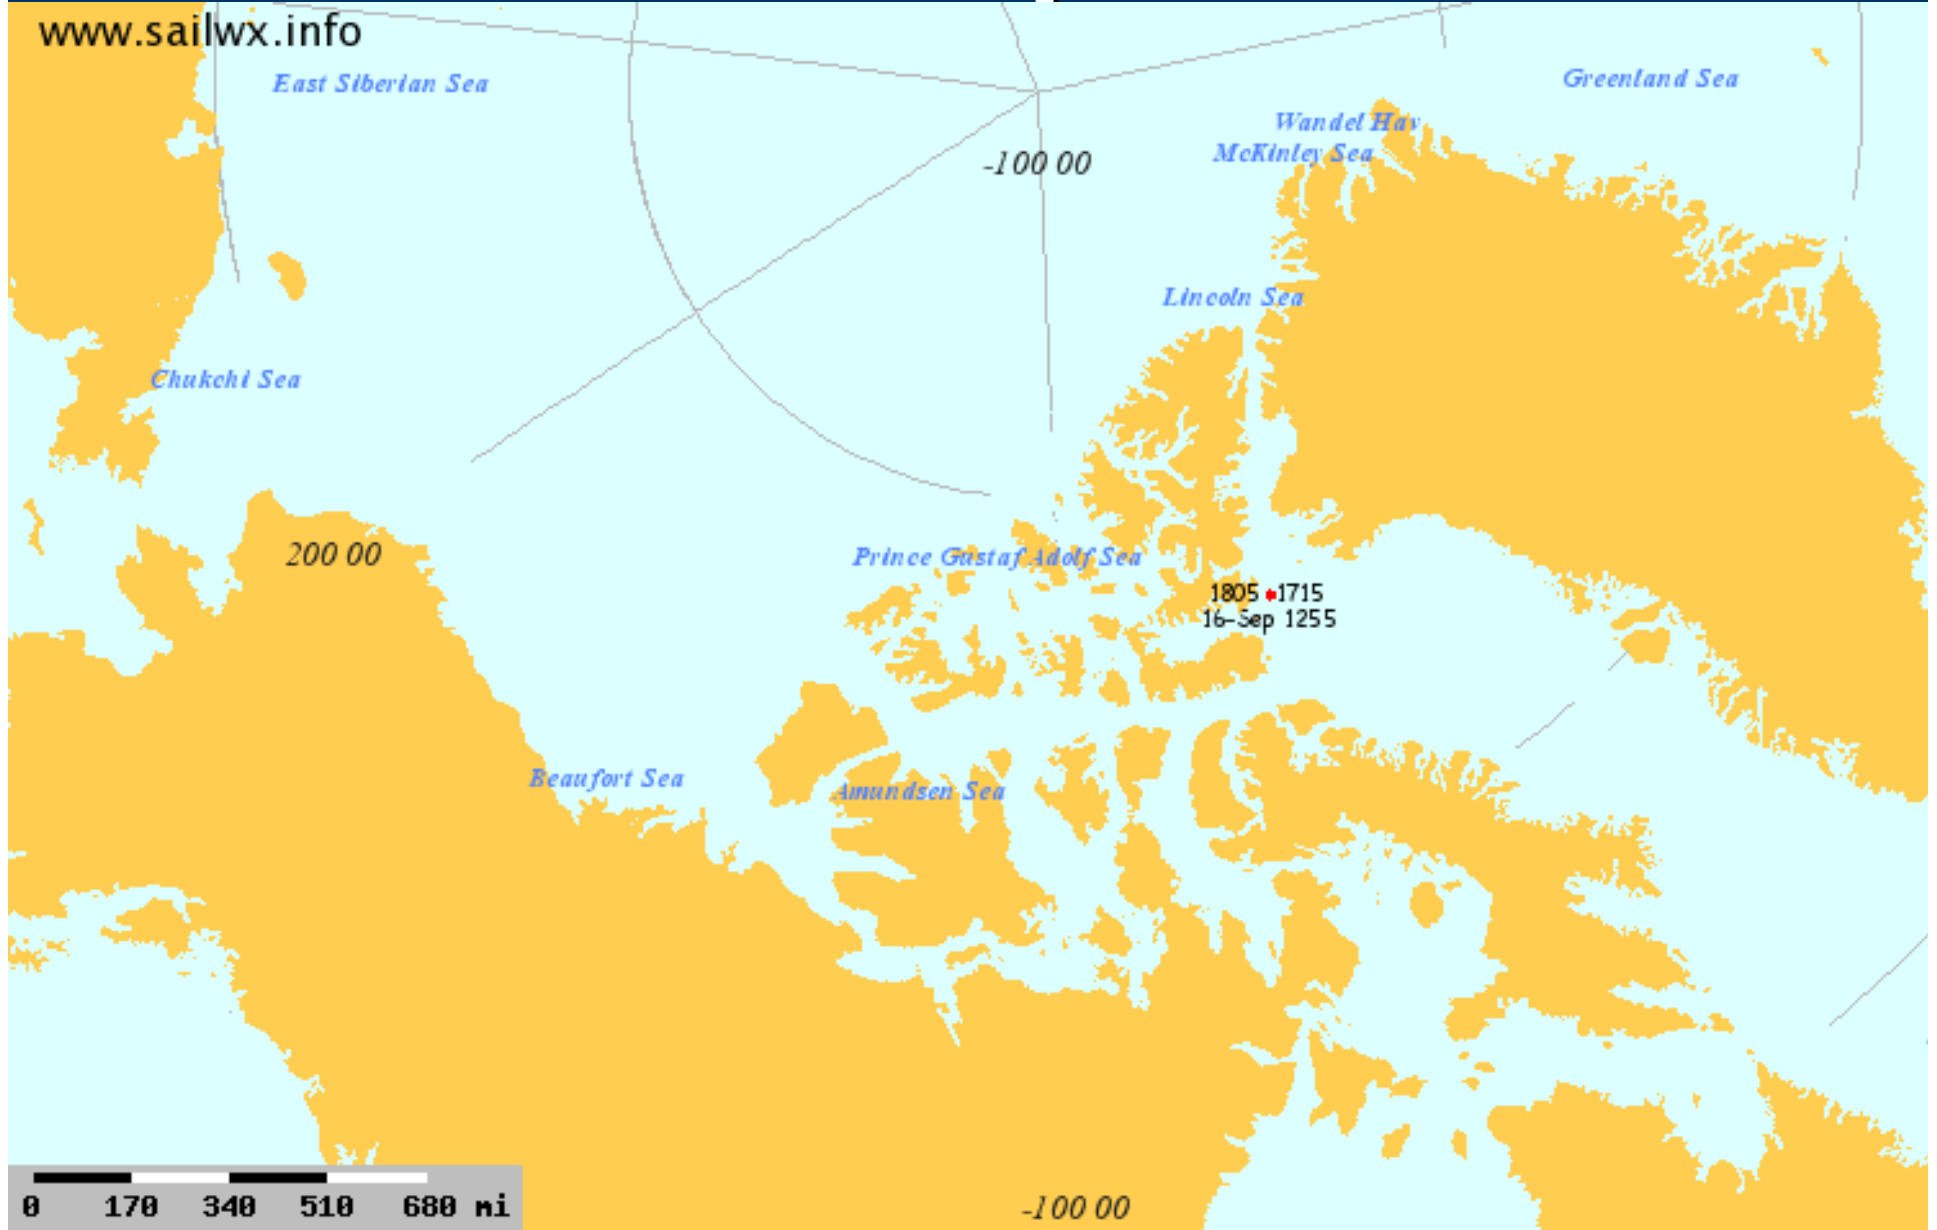 www.sailwx.info
East Siberian Sea
Greenland Sea
Wandel Hav
McKinley Sea
-100 00
Lincoln Sea
Chukchi Sea
200 00
Prince Gustaf Adolf Sea
1805 1715
16-Sep 1255
Beaufort Sea
Amundsen Sea
0 170 340 510 680 mi
-100 00